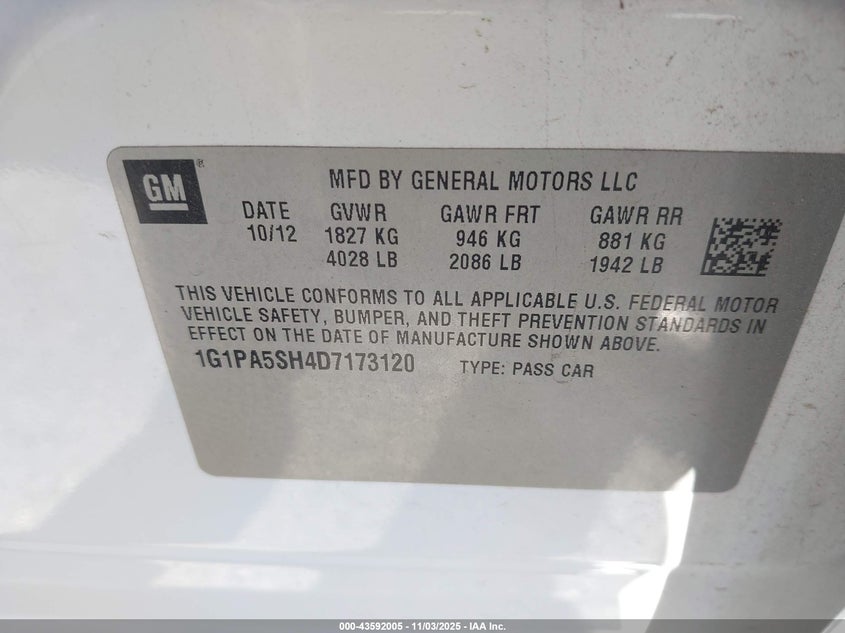 GM®
MFD BY GENERAL MOTORS LLC
DATE GVWR GAWR FRT GAWR RR
10/12 1827 KG 946 KG 881 KG
4028 LB 2086 LB 1942 LB
THIS VEHICLE CONFORMS TO ALL APPLICABLE U.S. FEDERAL MOTOR
VEHICLE SAFETY, BUMPER, AND THEFT PREVENTION STANDARDS IN
EFFECT ON THE DATE OF MANUFACTURE SHOWN ABOVE.
1G1PA5SH4D7173120 TYPE: PASS CAR
000-43592005 - 11/03/2025 - IAA Inc.